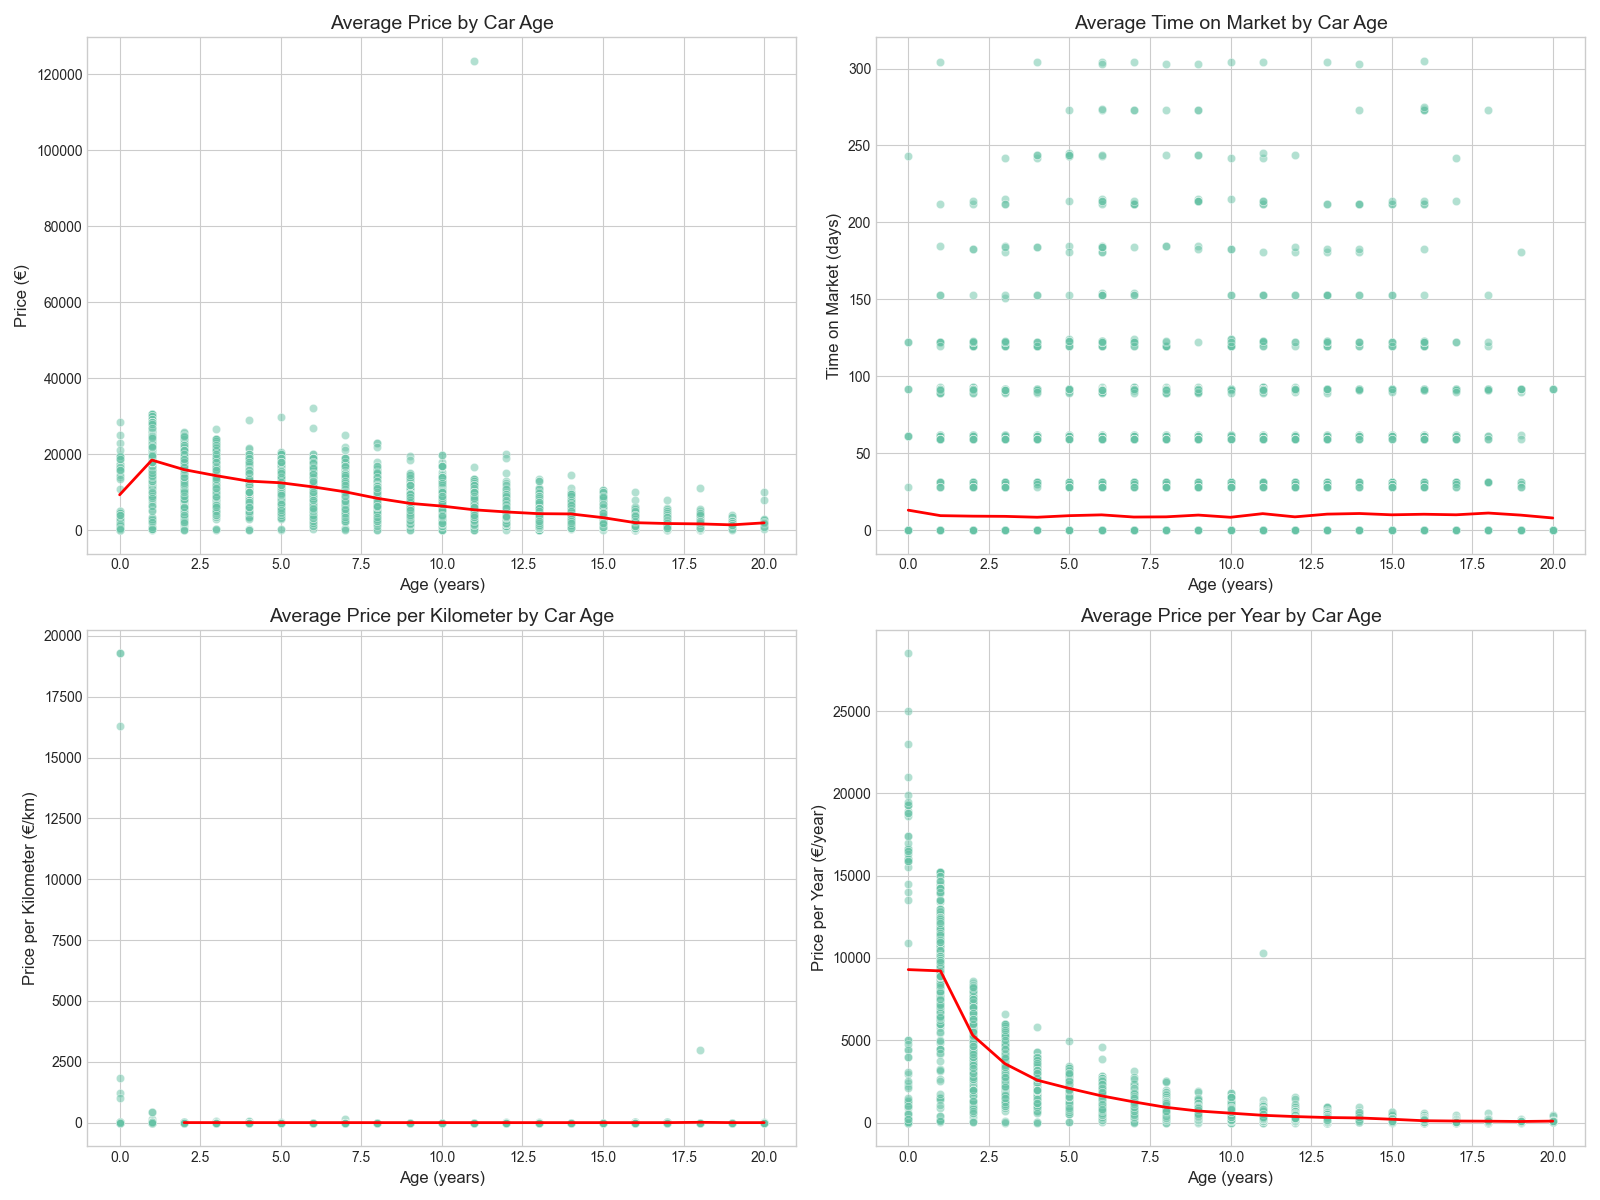 Average Price by Car Age
Price (€)
120000
100000
80000
60000
40000
20000
0
0.0 2.5 5.0 7.5 10.0 12.5 15.0 17.5 20.0
Age (years)
Average Time on Market by Car Age
Time on Market (days)
300
250
200
150
100
50
0
0.0 2.5 5.0 7.5 10.0 12.5 15.0 17.5 20.0
Age (years)
Average Price per Kilometer by Car Age
Price per Kilometer (€/km)
20000
17500
15000
12500
10000
7500
5000
2500
0
0.0 2.5 5.0 7.5 10.0 12.5 15.0 17.5 20.0
Age (years)
Average Price per Year by Car Age
Price per Year (€/year)
25000
20000
15000
10000
5000
0
0.0 2.5 5.0 7.5 10.0 12.5 15.0 17.5 20.0
Age (years)